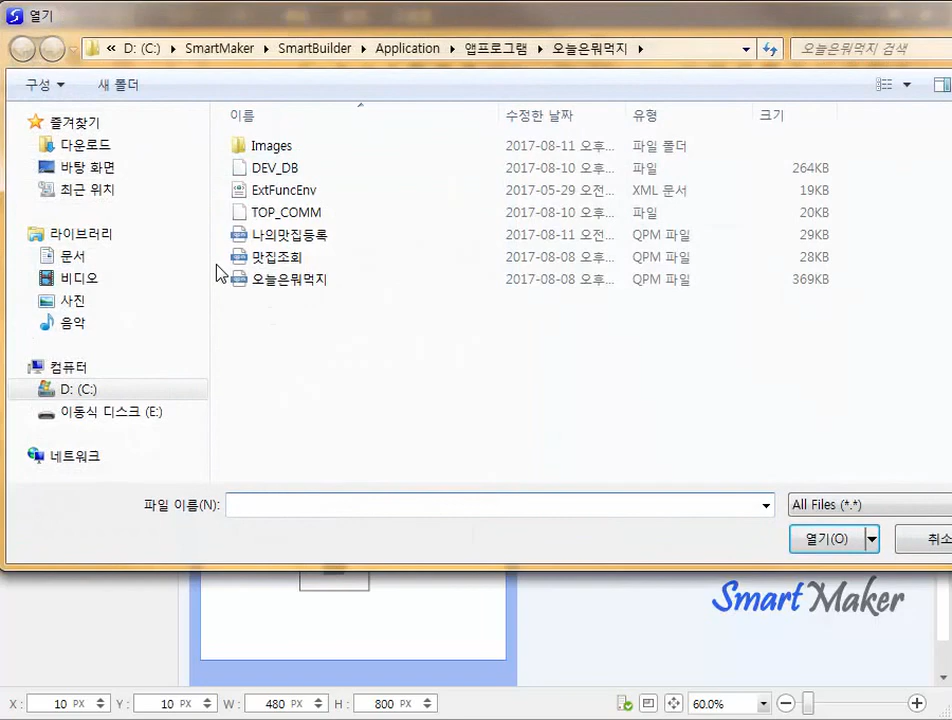 열기
« D: (C:) SmartMaker SmartBuilder Application 앱프로그램 오늘은뭐먹지 오늘은뭐먹지 검색
구성 새 폴더
이름 수정한 날짜 유형 크기
즐겨찾기
다운로드
바탕 화면
최근 위치
라이브러리
문서
비디오
사진
음악
컴퓨터
D: (C:)
이동식 디스크 (E:)
네트워크
Images 2017-08-11 오후... 파일 폴더
DEV_DB 2017-08-10 오후... 파일 264KB
ExtFuncEnv 2017-05-29 오전... XML 문서 19KB
TOP_COMM 2017-08-10 오후... 파일 20KB
나의맛집등록 2017-08-11 오후... QPM 파일 29KB
맛집조회 2017-08-08 오후... QPM 파일 28KB
오늘은뭐먹지 2017-08-08 오후... QPM 파일 369KB
파일 이름(N): All Files (*.*)
열기(O) 취소
Smart Maker
X : 10 PX Y : 10 PX W : 480 PX H : 800 PX 60.0%